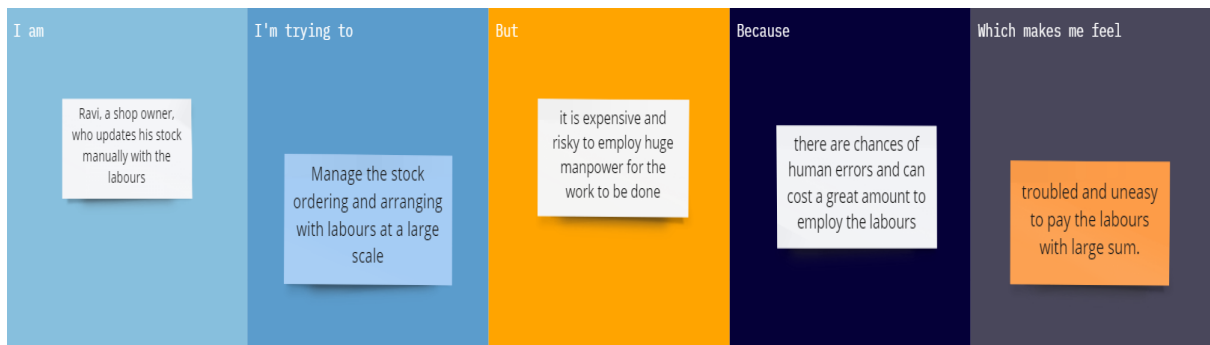 I am
Ravi, a shop owner,
who updates his stock
manually with the
labours
I'm trying to
Manage the stock
ordering and arranging
with labours at a large
scale
But
it is expensive and
risky to employ huge
manpower for the
work to be done
Because
there are chances of
human errors and can
cost a great amount to
employ the labours
Which makes me feel
troubled and uneasy
to pay the labours
with large sum.